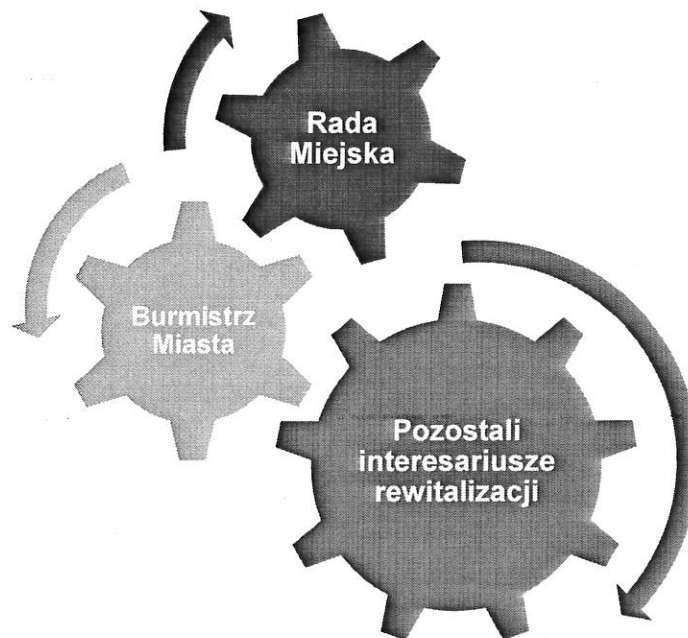 Rada
Miejska
Burmistrz
Miasta
Pozostali
interesariusze
rewitalizacji